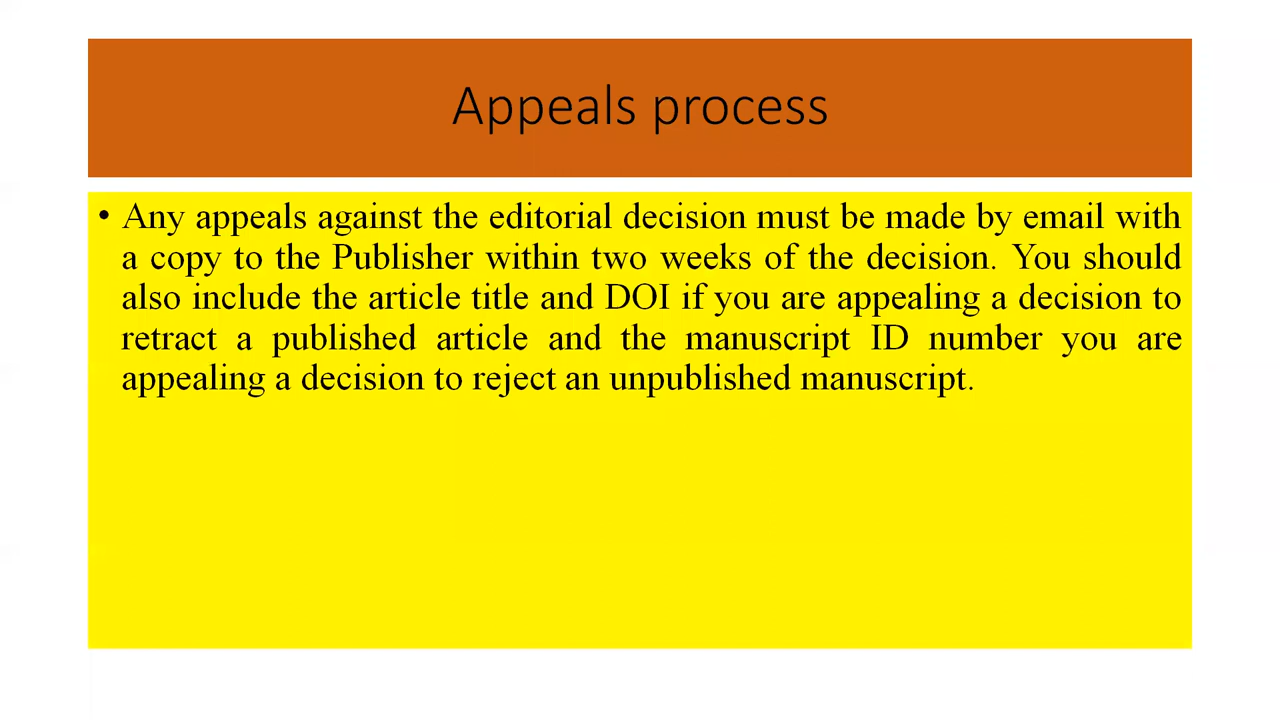 Appeals process
• Any appeals against the editorial decision must be made by email with
a copy to the Publisher within two weeks of the decision. You should
also include the article title and DOI if you are appealing a decision to
retract a published article and the manuscript ID number you are
appealing a decision to reject an unpublished manuscript.